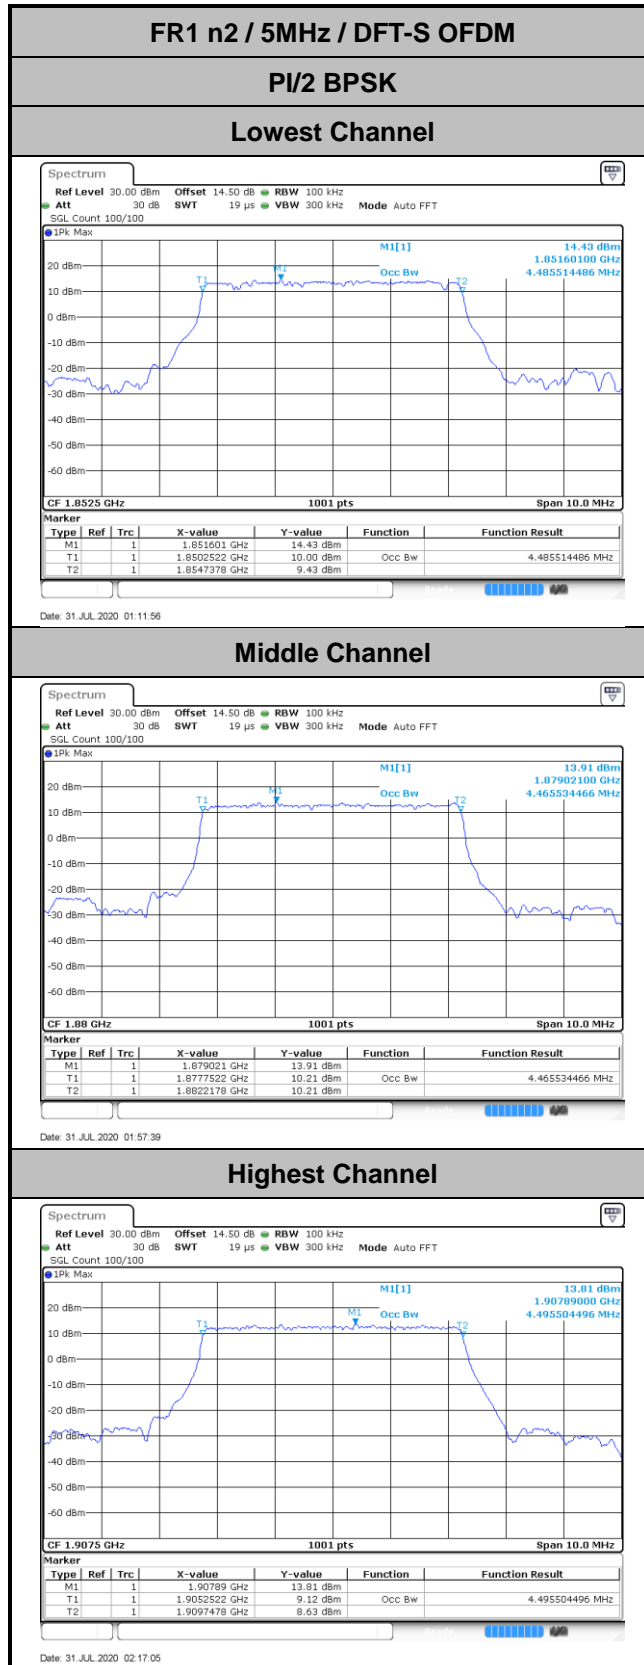 FR1 n2 / 5MHz / DFT-S OFDM
PI/2 BPSK
Lowest Channel
Spectrum
Ref Level 30.00 dBm Offset 14.50 dB RBW 100 kHz
Att 30 dB SWT 19 µs VBW 300 kHz Mode Auto FFT
SGL Count 100/100
1Pk Max
M1[1] 14.43 dBm
1.85160100 GHz
Occ Bw 4.485514486 MHz
20 dBm
T1 M1 T2
10 dBm
0 dBm
-10 dBm
-20 dBm
-30 dBm
-40 dBm
-50 dBm
-60 dBm
CF 1.8525 GHz 1001 pts Span 10.0 MHz
Marker
Type Ref Trc X-value Y-value Function Function Result
M1 1 1.851601 GHz 14.43 dBm
T1 1 1.8502522 GHz 10.00 dBm Occ Bw 4.485514486 MHz
T2 1 1.8547378 GHz 9.43 dBm
Ready
Date: 31.JUL.2020 01:11:56
Middle Channel
Spectrum
Ref Level 30.00 dBm Offset 14.50 dB RBW 100 kHz
Att 30 dB SWT 19 µs VBW 300 kHz Mode Auto FFT
SGL Count 100/100
1Pk Max
M1[1] 13.91 dBm
1.87902100 GHz
Occ Bw 4.465534466 MHz
20 dBm
T1 M1 T2
10 dBm
0 dBm
-10 dBm
-20 dBm
-30 dBm
-40 dBm
-50 dBm
-60 dBm
CF 1.88 GHz 1001 pts Span 10.0 MHz
Marker
Type Ref Trc X-value Y-value Function Function Result
M1 1 1.879021 GHz 13.91 dBm
T1 1 1.8777522 GHz 10.21 dBm Occ Bw 4.465534466 MHz
T2 1 1.8822178 GHz 10.21 dBm
Ready
Date: 31.JUL.2020 01:57:39
Highest Channel
Spectrum
Ref Level 30.00 dBm Offset 14.50 dB RBW 100 kHz
Att 30 dB SWT 19 µs VBW 300 kHz Mode Auto FFT
SGL Count 100/100
1Pk Max
M1[1] 13.81 dBm
1.90789000 GHz
Occ Bw 4.495504496 MHz
20 dBm
T1 M1 T2
10 dBm
0 dBm
-10 dBm
-20 dBm
-30 dBm
-40 dBm
-50 dBm
-60 dBm
CF 1.9075 GHz 1001 pts Span 10.0 MHz
Marker
Type Ref Trc X-value Y-value Function Function Result
M1 1 1.90789 GHz 13.81 dBm
T1 1 1.9052522 GHz 9.12 dBm Occ Bw 4.495504496 MHz
T2 1 1.9097478 GHz 8.63 dBm
Ready
Date: 31.JUL.2020 02:17:05